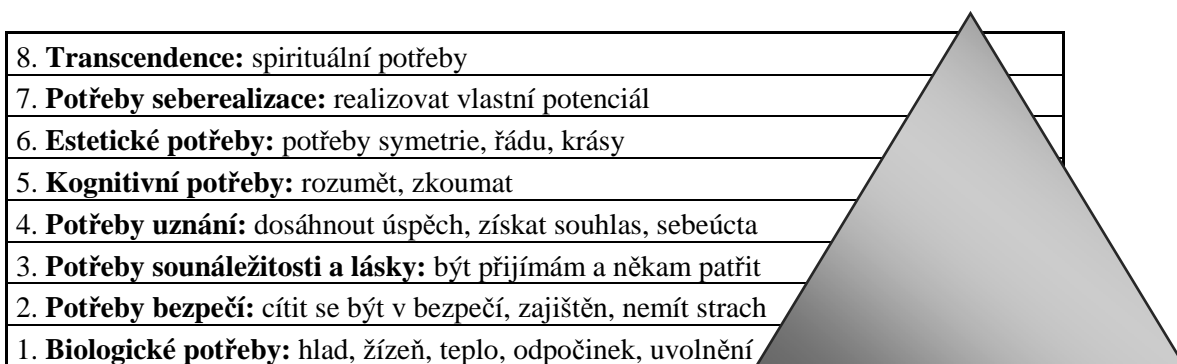 8. Transcendence: spirituální potřeby
7. Potřeby seberealizace: realizovat vlastní potenciál
6. Estetické potřeby: potřeby symetrie, řádu, krásy
5. Kognitivní potřeby: rozumět, zkoumat
4. Potřeby uznání: dosáhnout úspěch, získat souhlas, sebeúcta
3. Potřeby sounáležitosti a lásky: být přijímám a někam patřit
2. Potřeby bezpečí: cítit se být v bezpečí, zajištěn, nemít strach
1. Biologické potřeby: hlad, žízeň, teplo, odpočinek, uvolnění